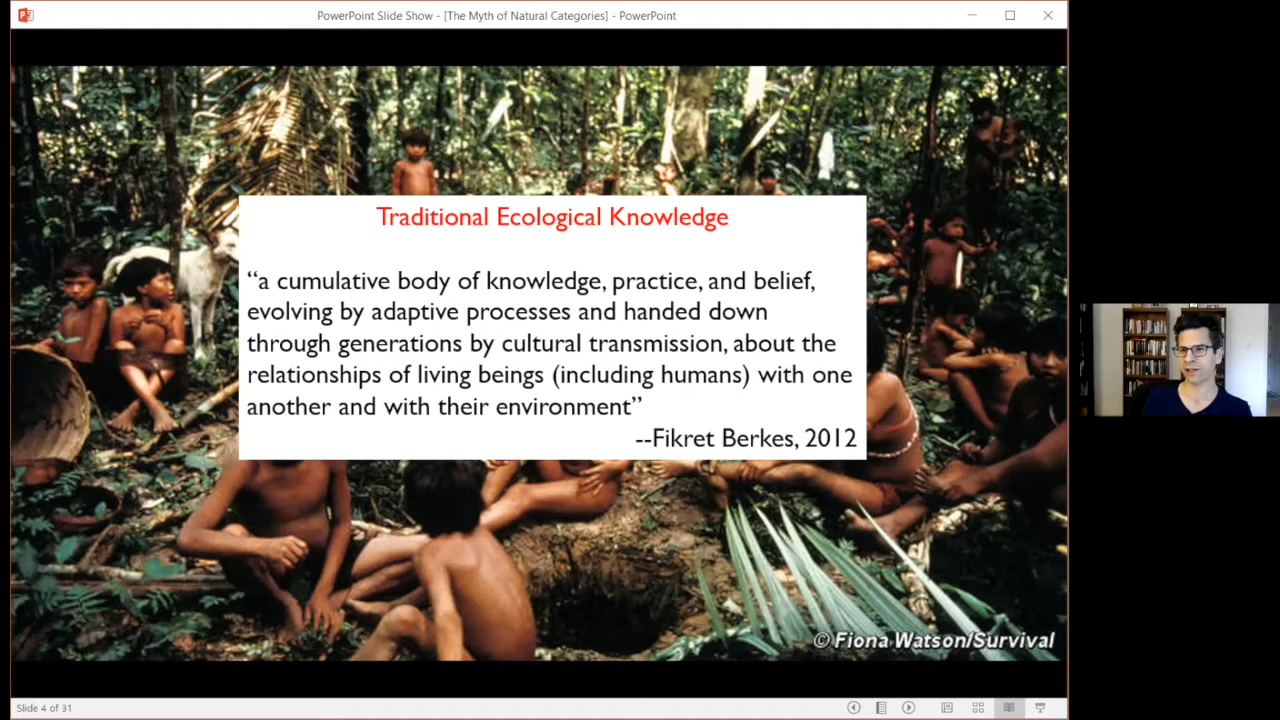 PowerPoint Slide Show - [The Myth of Natural Categories] - PowerPoint
Traditional Ecological Knowledge
“a cumulative body of knowledge, practice, and belief,
evolving by adaptive processes and handed down
through generations by cultural transmission, about the
relationships of living beings (including humans) with one
another and with their environment”
--Fikret Berkes, 2012
© Fiona Watson/Survival
Slide 4 of 31